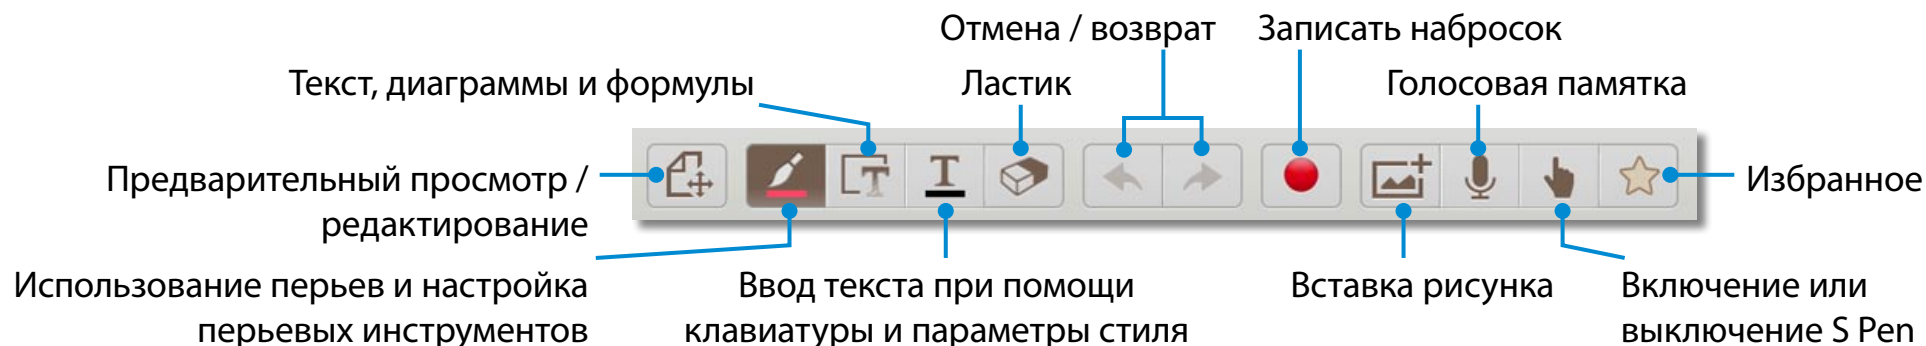 Отмена / возврат
Записать набросок
Текст, диаграммы и формулы
Ластик
Голосовая памятка
Предварительный просмотр /
редактирование
Избранное
Использование перьев и настройка
перьевых инструментов
Ввод текста при помощи
клавиатуры и параметры стиля
Вставка рисунка
Включение или
выключение S Pen